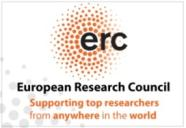 erc
European Research Council
Supporting top researchers
from anywhere in the world